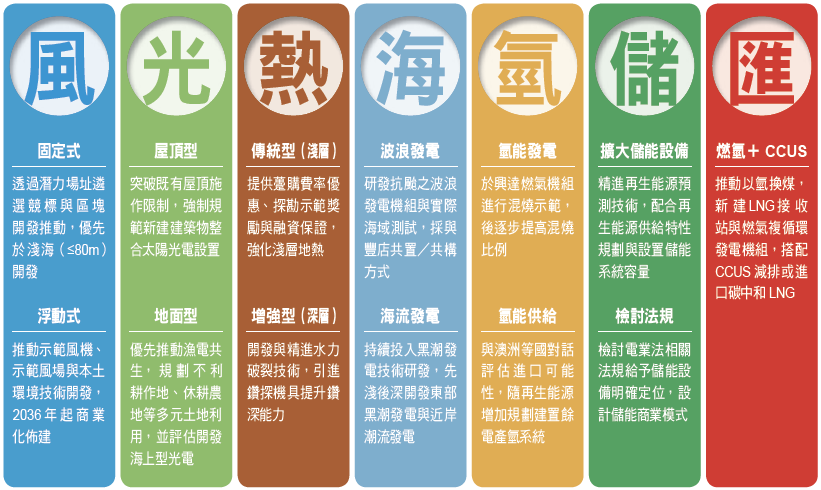 風
固定式
透過潛力場址遴
選競標與區塊
開發推動，優先
於淺海（≤80m）
開發
浮動式
推動示範風機、
示範風場與本土
環境技術開發，
2036年起商業
化佈建
光
屋頂型
突破既有屋頂施
作限制，強制規
範新建建築物整
合太陽光電設置
地面型
優先推動漁電共
生，規劃不利
耕作地、休耕農
地等多元土地利
用，並評估開發
海上型光電
熱
傳統型（淺層）
提供躉購費率優
惠、探勘示範獎
勵與融資保證，
強化淺層地熱
增強型（深層）
開發與精進水力
破裂技術，引進
鑽探機具提升鑽
深能力
海
波浪發電
研發抗颱之波浪
發電機組與實際
海域測試，採與
豐店共置／共構
方式
海流發電
持續投入黑潮發
電技術研發，先
淺後深開發東部
黑潮發電與近岸
潮流發電
氫
氫能發電
於興達燃氣機組
進行混燒示範，
後逐步提高混燒
比例
氫能供給
與澳洲等國對話
評估進口可能
性，隨再生能源
增加規劃建置餘
電產氫系統
儲
擴大儲能設備
精進再生能源預
測技術，配合再
生能源供給特性
規劃與設置儲能
系統容量
檢討法規
檢討電業法相關
法規給予儲能設
備明確定位，設
計儲能商業模式
匯
燃氫＋CCUS
推動以氫換煤，
新建LNG接收
站與燃氣複循環
發電機組，搭配
CCUS減排或進
口碳中和LNG